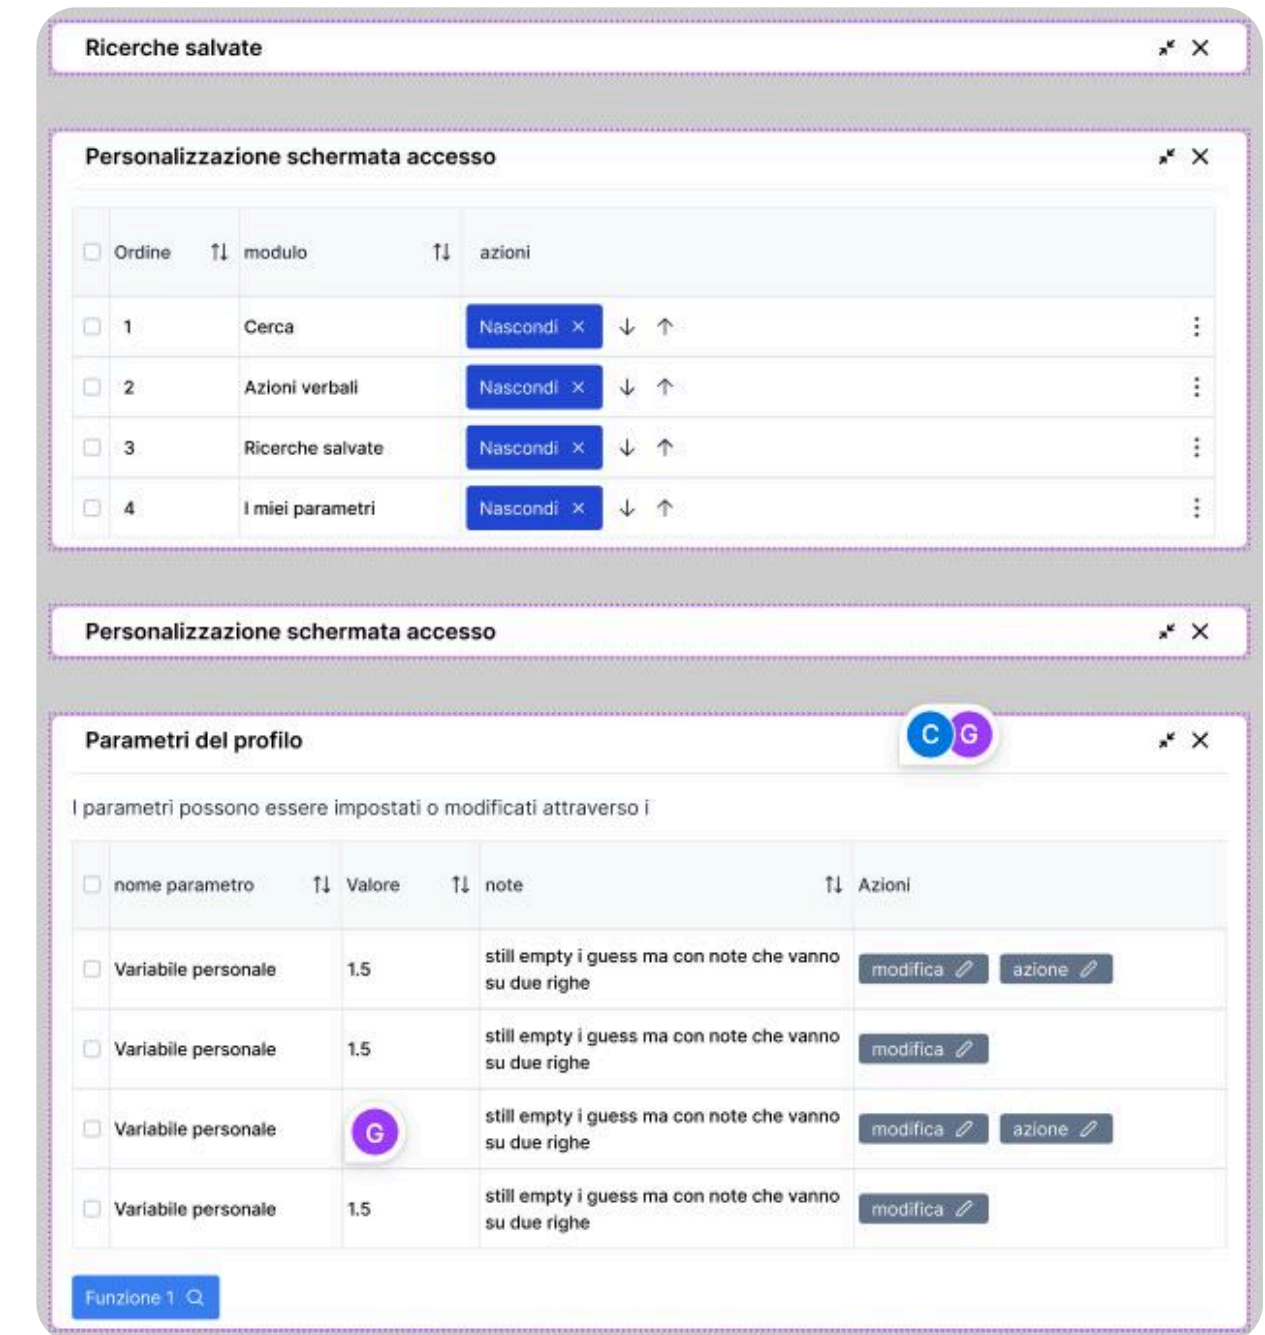 Ricerche salvate
Personalizzazione schermata accesso
Ordine modulo azioni
1 Cerca Nascondi
2 Azioni verbali Nascondi
3 Ricerche salvate Nascondi
4 I miei parametri Nascondi
Personalizzazione schermata accesso
Parametri del profilo
C G
I parametri possono essere impostati o modificati attraverso i
nome parametro Valore note Azioni
Variabile personale 1.5 still empty i guess ma con note che vanno
su due righe
modifica azione
Variabile personale 1.5 still empty i guess ma con note che vanno
su due righe
modifica
Variabile personale G still empty i guess ma con note che vanno
su due righe
modifica azione
Variabile personale 1.5 still empty i guess ma con note che vanno
su due righe
modifica
Funzione 1